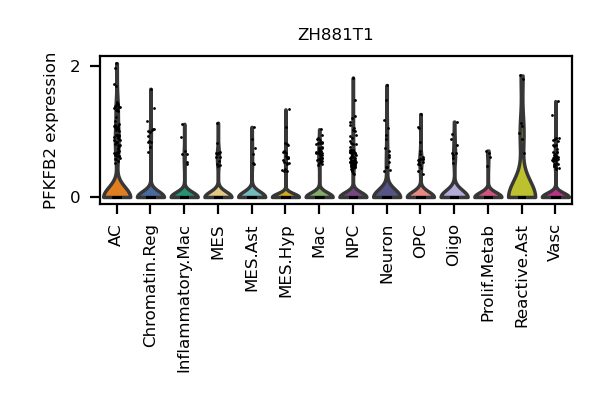 ZH881T1
PFKFB2 expression
2
0
AC
Chromatin.Reg
Inflammatory.Mac
MES
MES.Ast
MES.Hyp
Mac
NPC
Neuron
OPC
Oligo
Prolif.Metab
Reactive.Ast
Vasc